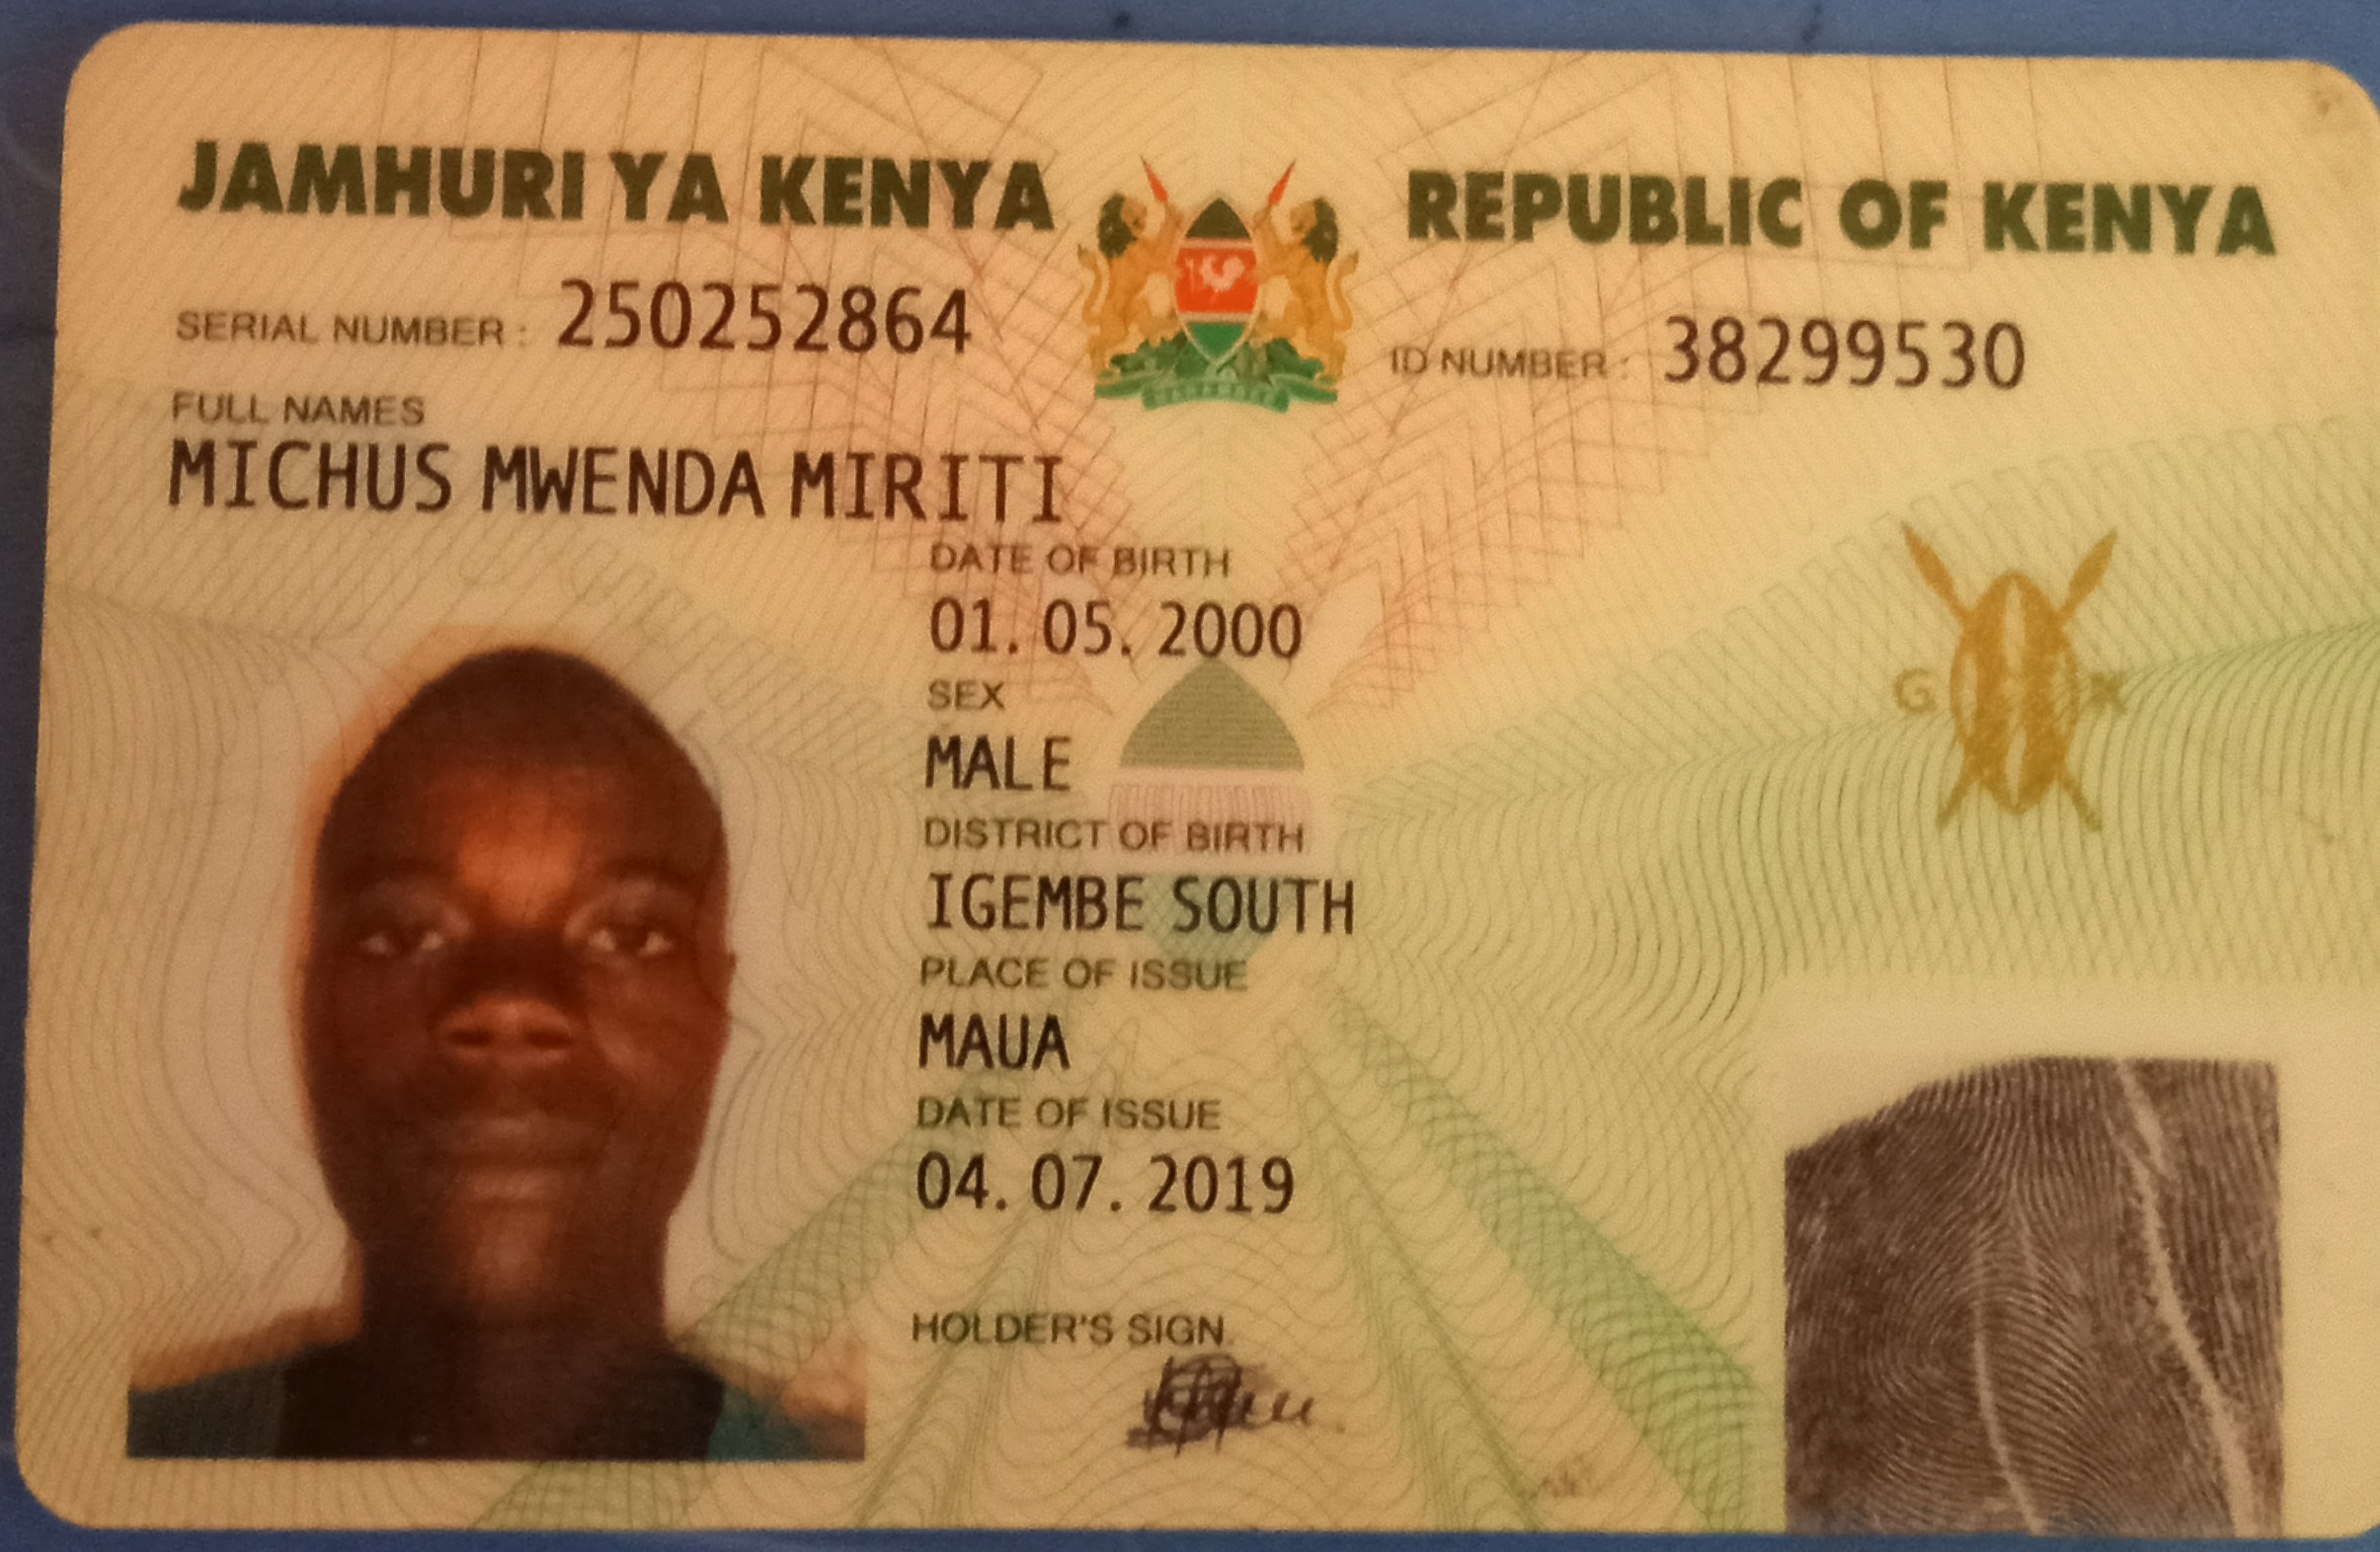 JAMHURI YA KENYA REPUBLIC OF KENYA
SERIAL NUMBER : 250252864 ID NUMBER : 38299530
FULL NAMES
MICHUS MWENDA MIRITI
DATE OF BIRTH
01. 05. 2000
SEX
MALE
G K
DISTRICT OF BIRTH
IGEMBE SOUTH
PLACE OF ISSUE
MAUA
DATE OF ISSUE
04. 07. 2019
HOLDER'S SIGN.